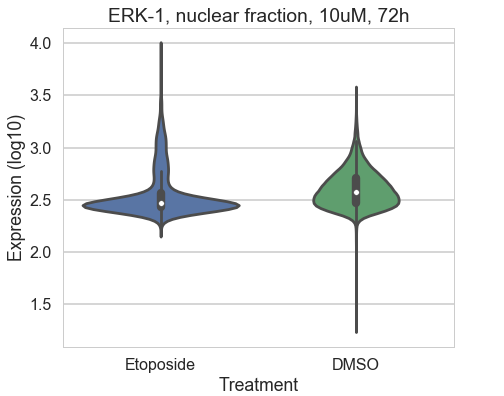 ERK-1, nuclear fraction, 10uM, 72h
Expression (log10)
4.0
3.5
3.0
2.5
2.0
1.5
Etoposide DMSO
Treatment